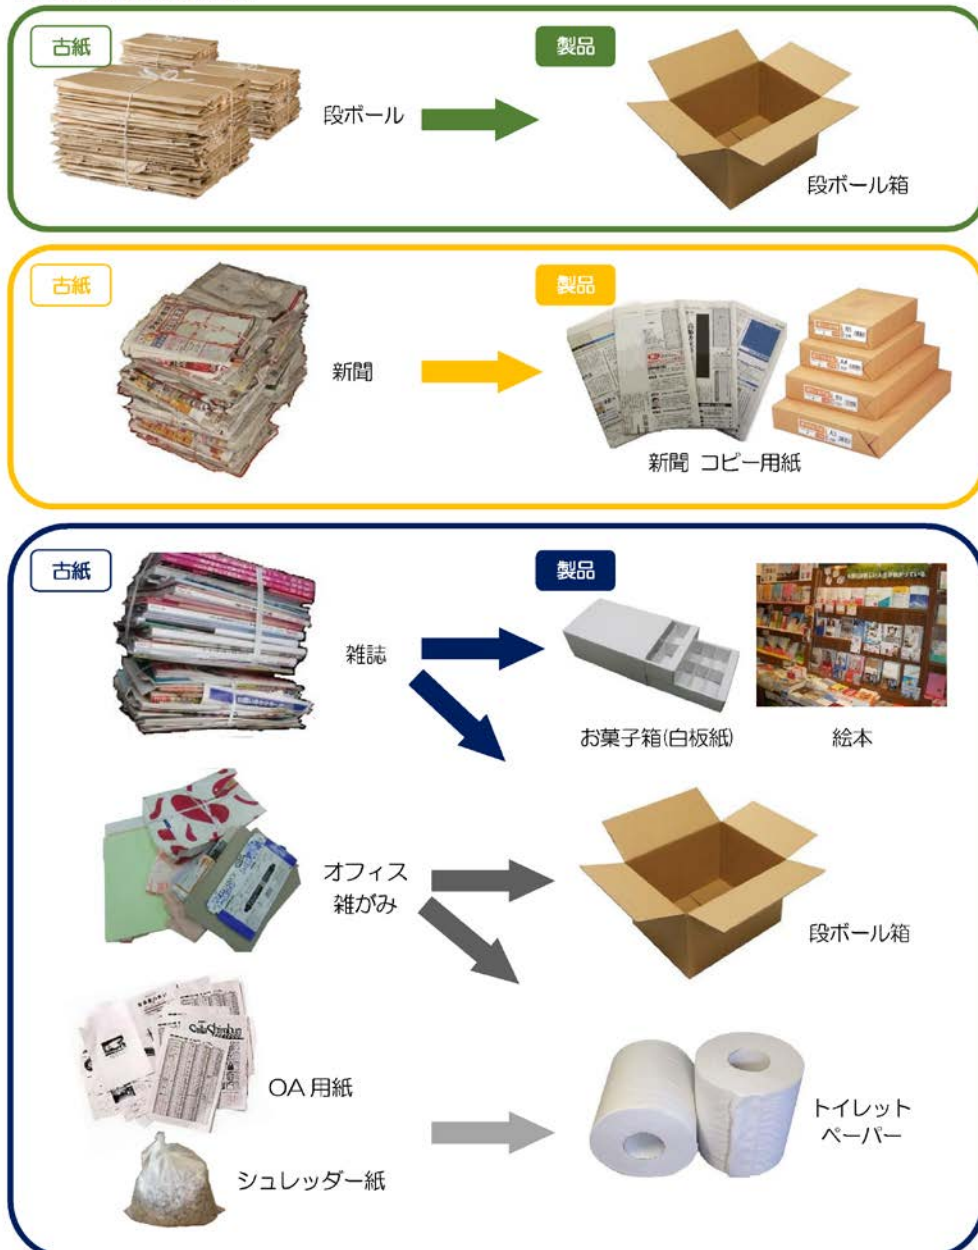 古紙
製品
段ボール
段ボール箱
古紙
製品
新聞
新聞 コピー用紙
古紙
製品
雑誌
お菓子箱(白板紙)
絵本
オフィス
雑がみ
段ボール箱
OA 用紙
トイレット
ペーパー
シュレッダー紙